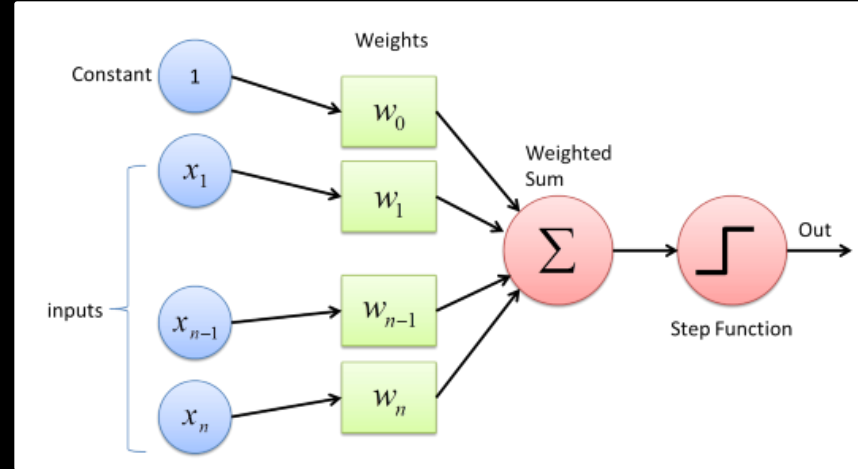 Weights
Constant
1
w₀
x₁
w₁
Weighted
Sum
Σ
Out
inputs
xₙ₋₁
wₙ₋₁
Step Function
xₙ
wₙ